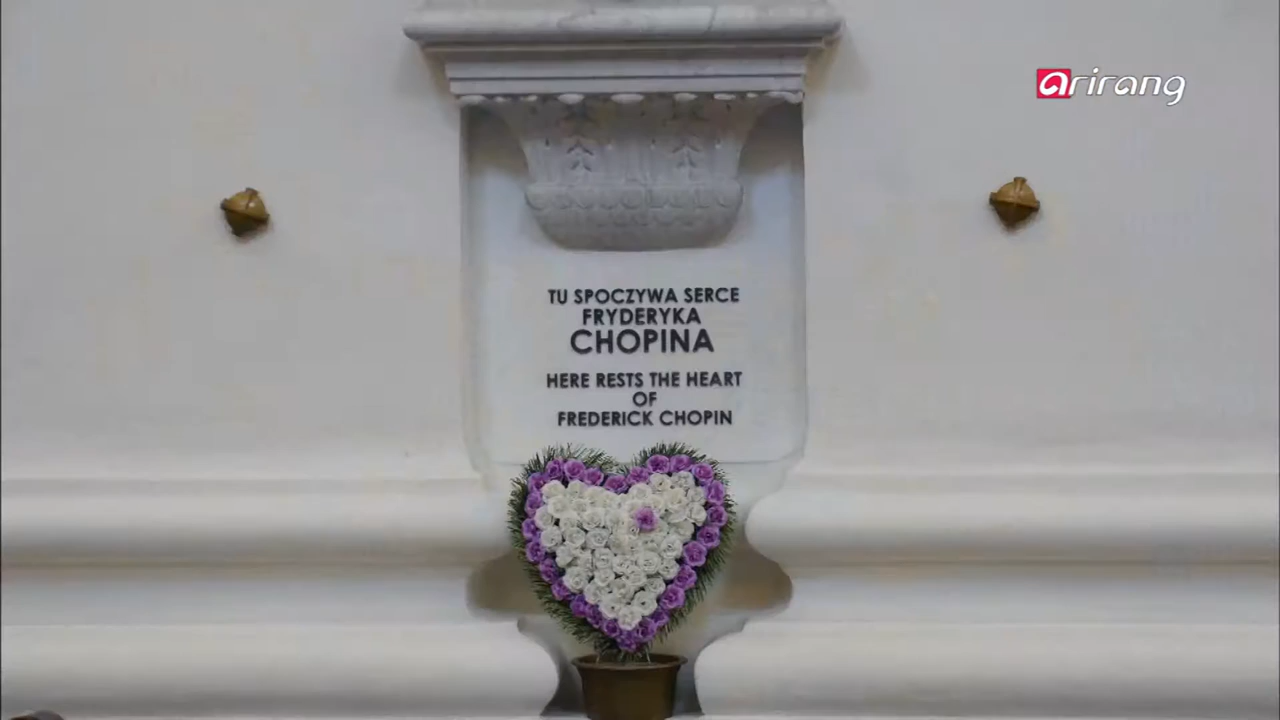 arirang
TU SPOCZYWA SERCE
FRYDERYKA
CHOPINA
HERE RESTS THE HEART
OF
FREDERICK CHOPIN